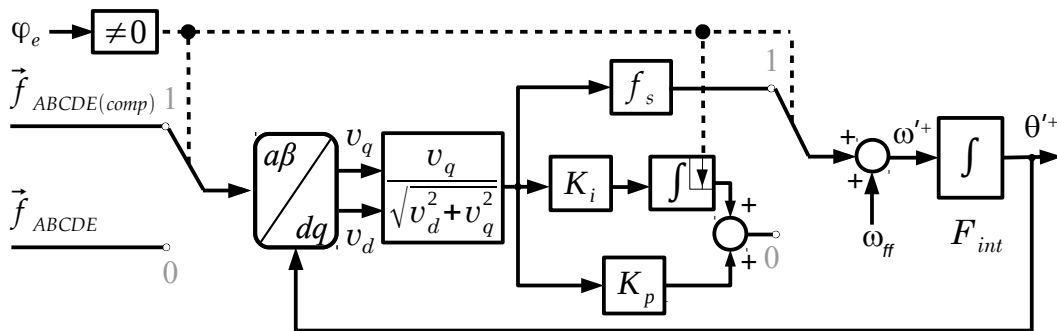 φe ≠0
f⃗ ABCDE(comp) 1
f⃗ ABCDE
0
αβ
dq
vq
vd
vq
√vd²+vq²
fs
Ki
∫
Kp
+
+
1
0
+
+
ωff
ω′+
∫
Fint
θ′+